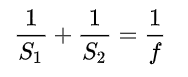 1/S₁ + 1/S₂ = 1/f